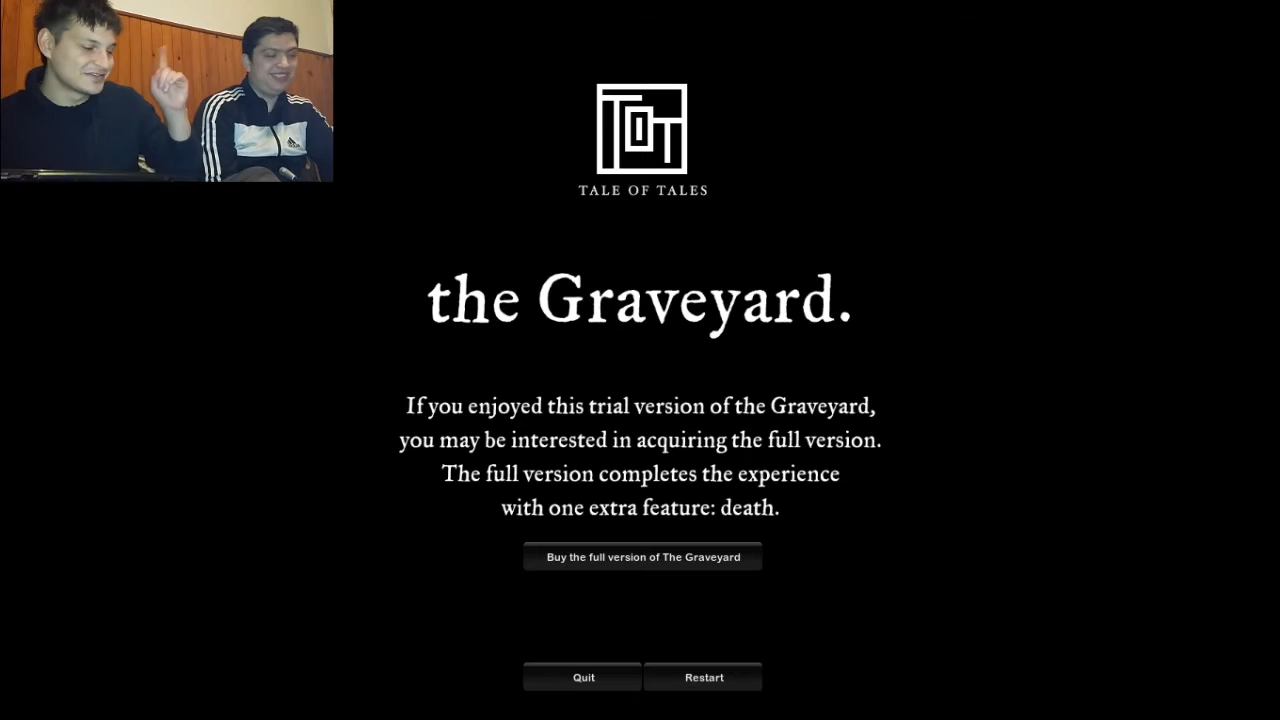 TOT
TALE OF TALES
the Graveyard.
If you enjoyed this trial version of the Graveyard,
you may be interested in acquiring the full version.
The full version completes the experience
with one extra feature: death.
Buy the full version of The Graveyard
Quit
Restart